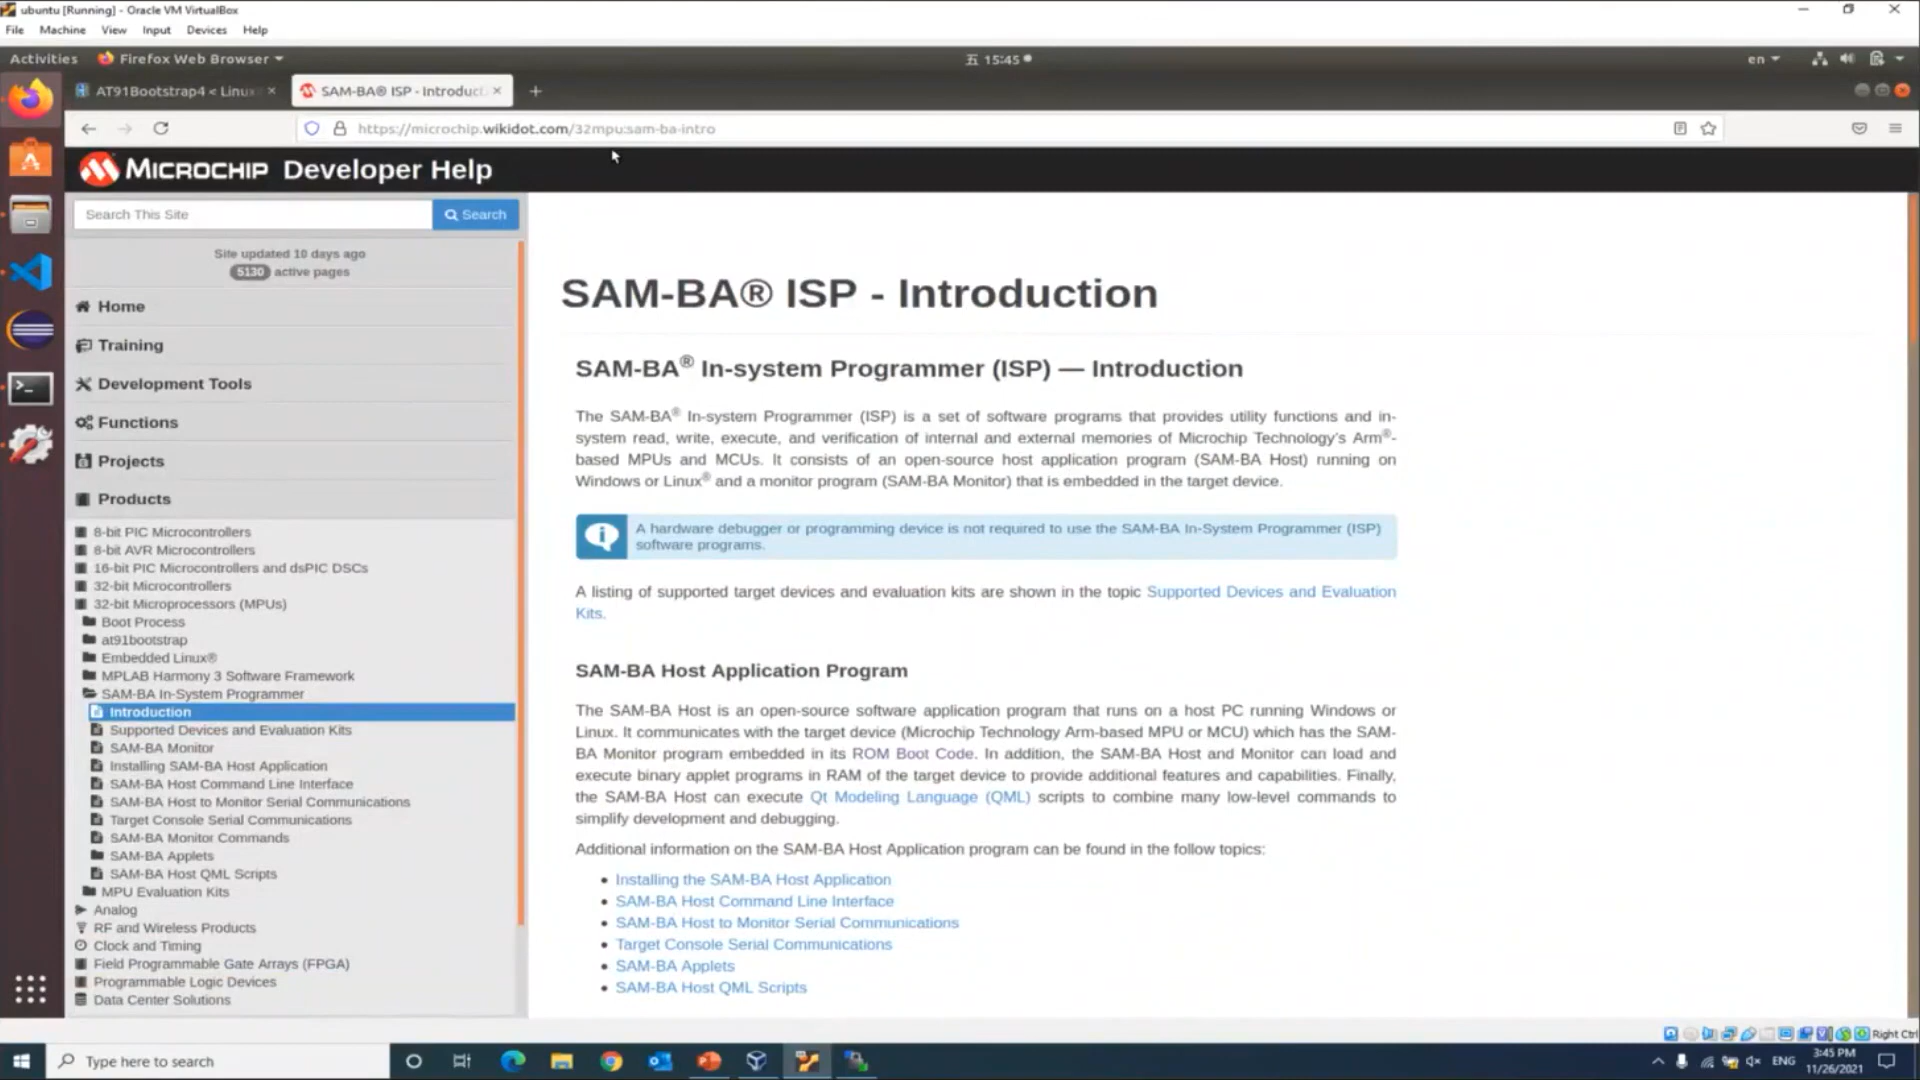 ubuntu [Running] - Oracle VM VirtualBox
File Machine View Input Devices Help
Activities Firefox Web Browser 五 15:45 en
AT91Bootstrap4 < Linux SAM-BA® ISP - Introduct
https://microchip.wikidot.com/32mpu:sam-ba-intro
MICROCHIP Developer Help
Search This Site Search
Site updated 10 days ago
5130 active pages
Home
Training
Development Tools
Functions
Projects
Products
8-bit PIC Microcontrollers
8-bit AVR Microcontrollers
16-bit PIC Microcontrollers and dsPIC DSCs
32-bit Microcontrollers
32-bit Microprocessors (MPUs)
Boot Process
at91bootstrap
Embedded Linux®
MPLAB Harmony 3 Software Framework
SAM-BA In-System Programmer
Introduction
Supported Devices and Evaluation Kits
SAM-BA Monitor
Installing SAM-BA Host Application
SAM-BA Host Command Line Interface
SAM-BA Host to Monitor Serial Communications
Target Console Serial Communications
SAM-BA Monitor Commands
SAM-BA Applets
SAM-BA Host QML Scripts
MPU Evaluation Kits
Analog
RF and Wireless Products
Clock and Timing
Field Programmable Gate Arrays (FPGA)
Programmable Logic Devices
Data Center Solutions
SAM-BA® ISP - Introduction
SAM-BA® In-system Programmer (ISP) — Introduction
The SAM-BA® In-system Programmer (ISP) is a set of software programs that provides utility functions and in-
system read, write, execute, and verification of internal and external memories of Microchip Technology's Arm®-
based MPUs and MCUs. It consists of an open-source host application program (SAM-BA Host) running on
Windows or Linux® and a monitor program (SAM-BA Monitor) that is embedded in the target device.
A hardware debugger or programming device is not required to use the SAM-BA In-System Programmer (ISP)
software programs.
A listing of supported target devices and evaluation kits are shown in the topic Supported Devices and Evaluation
Kits.
SAM-BA Host Application Program
The SAM-BA Host is an open-source software application program that runs on a host PC running Windows or
Linux. It communicates with the target device (Microchip Technology Arm-based MPU or MCU) which has the SAM-
BA Monitor program embedded in its ROM Boot Code. In addition, the SAM-BA Host and Monitor can load and
execute binary applet programs in RAM of the target device to provide additional features and capabilities. Finally,
the SAM-BA Host can execute Qt Modeling Language (QML) scripts to combine many low-level commands to
simplify development and debugging.
Additional information on the SAM-BA Host Application program can be found in the follow topics:
• Installing the SAM-BA Host Application
• SAM-BA Host Command Line Interface
• SAM-BA Host to Monitor Serial Communications
• Target Console Serial Communications
• SAM-BA Applets
• SAM-BA Host QML Scripts
Right Ctrl
Type here to search
ENG
3:45 PM
11/26/2021